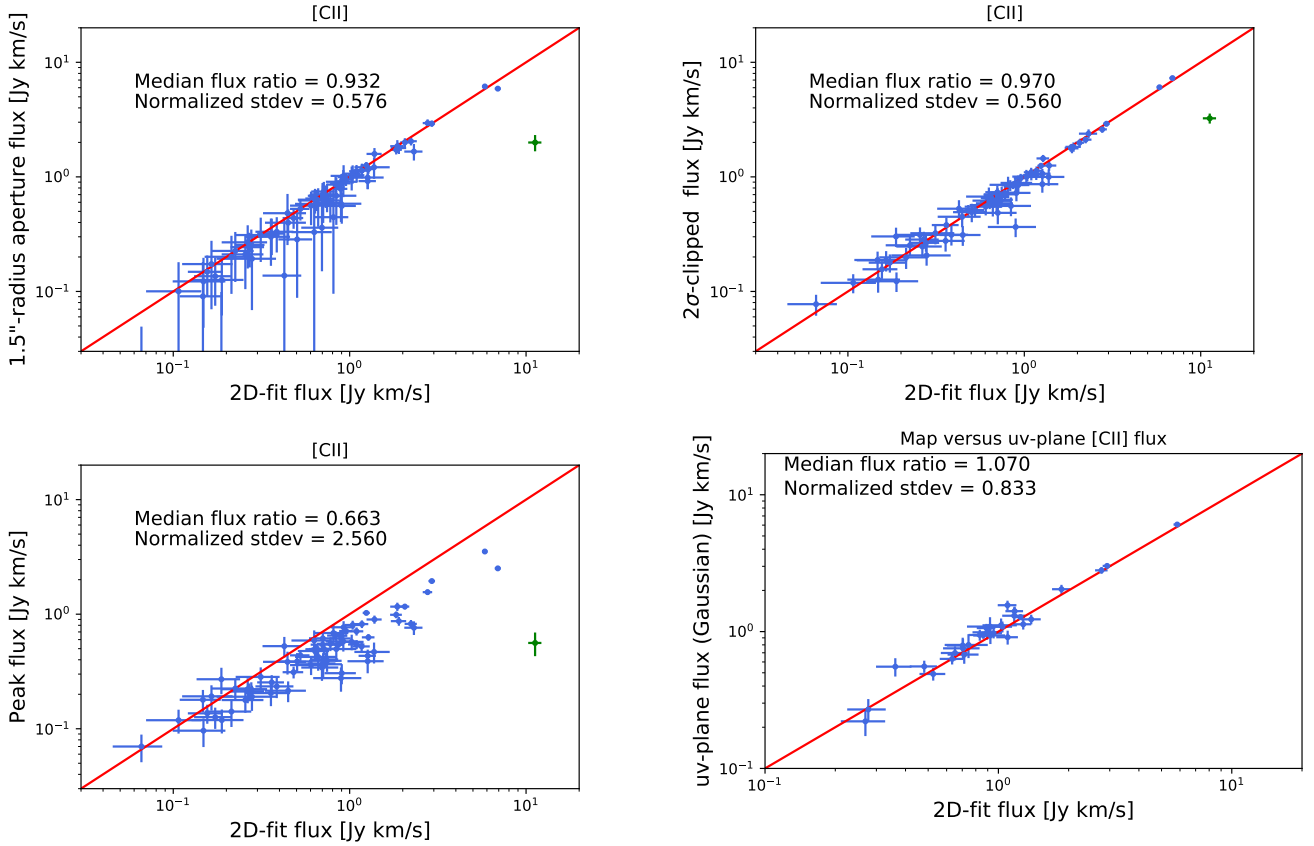 [CII]
1.5"-radius aperture flux [Jy km/s]
Median flux ratio = 0.932
Normalized stdev = 0.576
10¹
10⁰
10⁻¹
10⁻¹ 10⁰ 10¹
2D-fit flux [Jy km/s]
[CII]
2σ-clipped flux [Jy km/s]
Median flux ratio = 0.970
Normalized stdev = 0.560
10¹
10⁰
10⁻¹
10⁻¹ 10⁰ 10¹
2D-fit flux [Jy km/s]
[CII]
Peak flux [Jy km/s]
Median flux ratio = 0.663
Normalized stdev = 2.560
10¹
10⁰
10⁻¹
10⁻¹ 10⁰ 10¹
2D-fit flux [Jy km/s]
Map versus uv-plane [CII] flux
uv-plane flux (Gaussian) [Jy km/s]
Median flux ratio = 1.070
Normalized stdev = 0.833
10¹
10⁰
10⁻¹
10⁻¹ 10⁰ 10¹
2D-fit flux [Jy km/s]